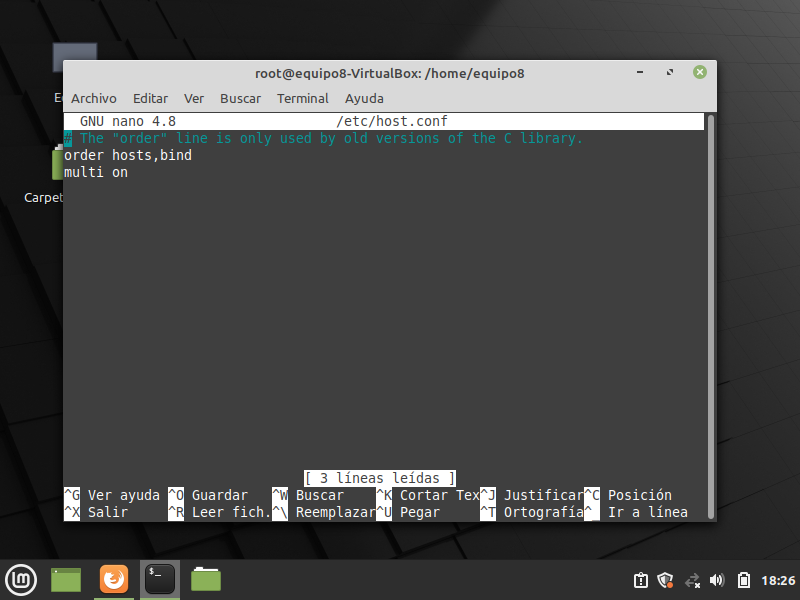 root@equipo8-VirtualBox: /home/equipo8
Archivo Editar Ver Buscar Terminal Ayuda
GNU nano 4.8 /etc/host.conf
# The "order" line is only used by old versions of the C library.
order hosts,bind
multi on
[ 3 líneas leídas ]
^G Ver ayuda ^O Guardar ^W Buscar ^K Cortar Tex ^J Justificar ^C Posición
^X Salir ^R Leer fich. ^\ Reemplazar ^U Pegar ^T Ortografía ^_ Ir a línea
Carpet
$_
lm
18:26